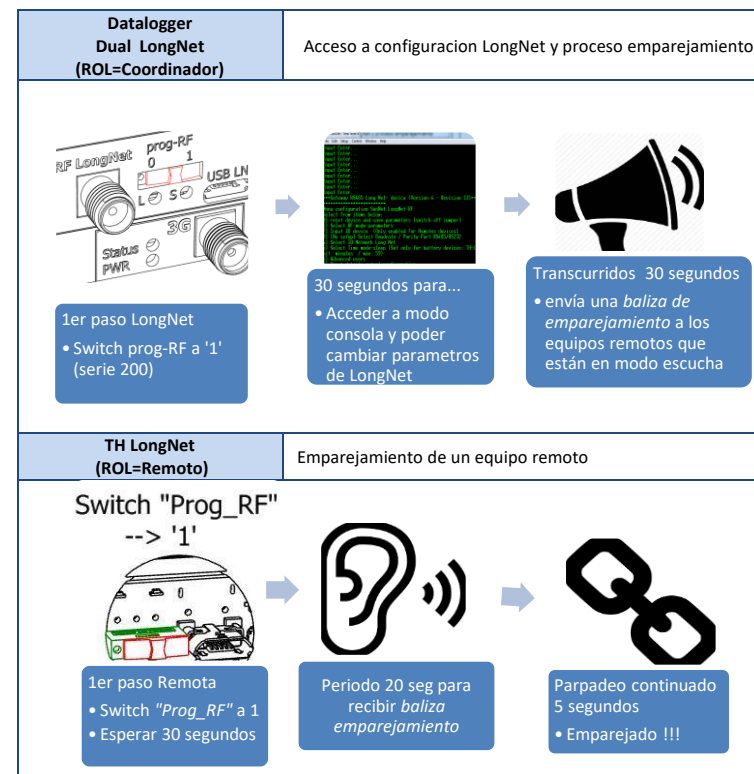 Datalogger
Dual LongNet
(ROL=Coordinador)
Acceso a configuracion LongNet y proceso emparejamiento
RF LongNet
prog-RF
0 1
USB LN
L S
3G
Status
PWR
1er paso LongNet
• Switch prog-RF a '1'
(serie 200)
30 segundos para...
• Acceder a modo
consola y poder
cambiar parametros
de LongNet
Transcurridos 30 segundos
• envía una baliza de
emparejamiento a los
equipos remotos que
están en modo escucha
TH LongNet
(ROL=Remoto)
Emparejamiento de un equipo remoto
Switch "Prog_RF"
--> '1'
1er paso Remota
• Switch "Prog_RF" a 1
• Esperar 30 segundos
Periodo 20 seg para
recibir baliza
emparejamiento
Parpadeo continuado
5 segundos
• Emparejado !!!